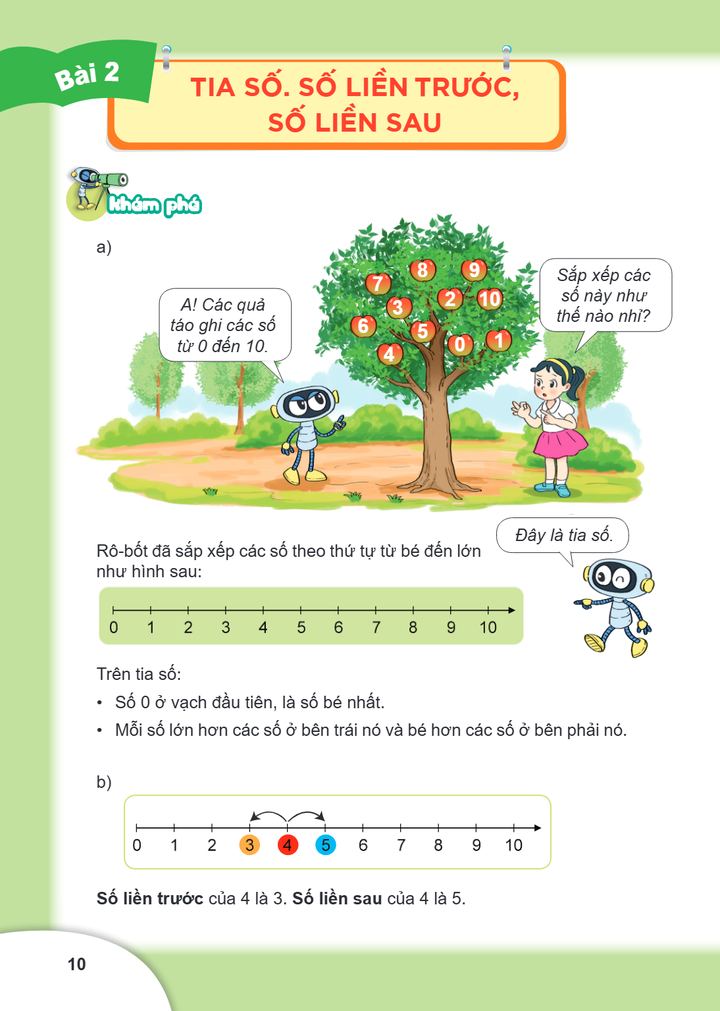 Bài 2
TIA SỐ. SỐ LIỀN TRƯỚC,
SỐ LIỀN SAU
khám phá
a)
A! Các quả
táo ghi các số
từ 0 đến 10.
Sắp xếp các
số này như
thế nào nhỉ?
7 8 9
3 2 10
6 5 0 1
4
Đây là tia số.
Rô-bốt đã sắp xếp các số theo thứ tự từ bé đến lớn
như hình sau:
0 1 2 3 4 5 6 7 8 9 10
Trên tia số:
• Số 0 ở vạch đầu tiên, là số bé nhất.
• Mỗi số lớn hơn các số ở bên trái nó và bé hơn các số ở bên phải nó.
b)
0 1 2 3 4 5 6 7 8 9 10
Số liền trước của 4 là 3. Số liền sau của 4 là 5.
10